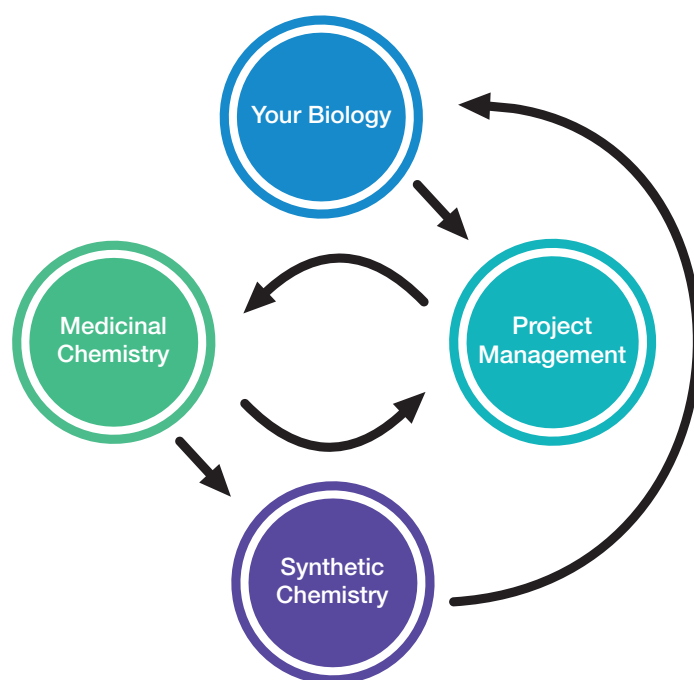 Your Biology
Medicinal
Chemistry
Project
Management
Synthetic
Chemistry